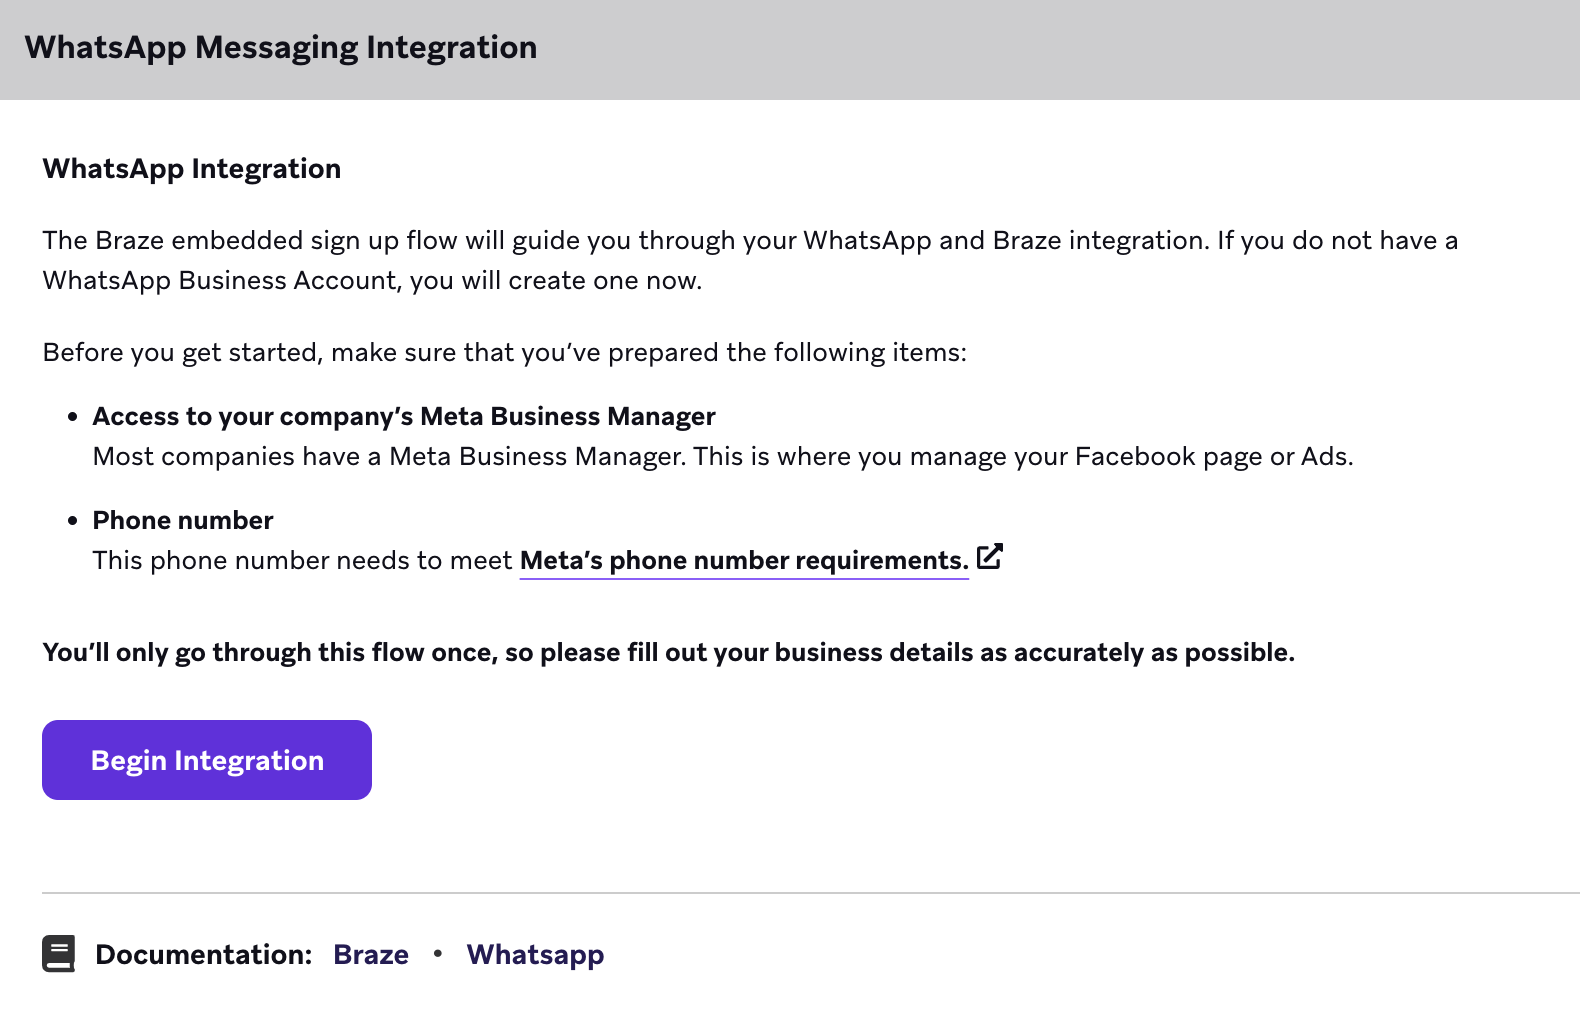 WhatsApp Messaging Integration
WhatsApp Integration
The Braze embedded sign up flow will guide you through your WhatsApp and Braze integration. If you do not have a
WhatsApp Business Account, you will create one now.
Before you get started, make sure that you’ve prepared the following items:
• Access to your company’s Meta Business Manager
Most companies have a Meta Business Manager. This is where you manage your Facebook page or Ads.
• Phone number
This phone number needs to meet Meta’s phone number requirements.
You’ll only go through this flow once, so please fill out your business details as accurately as possible.
Begin Integration
Documentation: Braze • Whatsapp